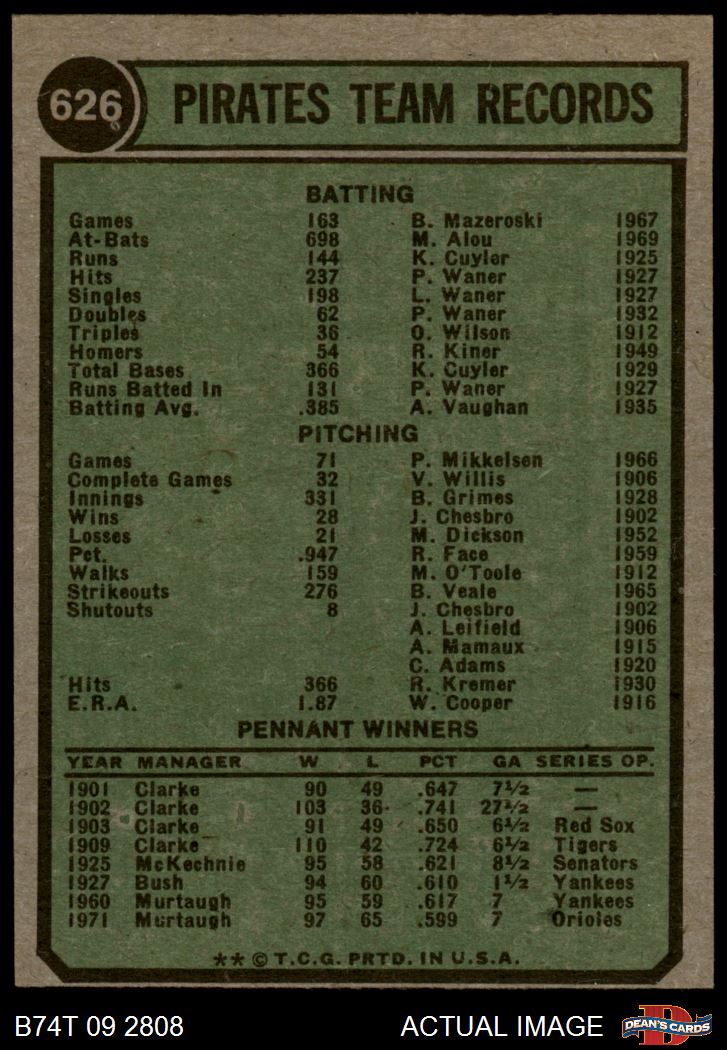 626 PIRATES TEAM RECORDS
BATTING
Games 163 B. Mazeroski 1967
At-Bats 698 M. Alou 1969
Runs 144 K. Cuyler 1925
Hits 237 P. Waner 1927
Singles 198 L. Waner 1927
Doubles 62 P. Waner 1932
Triples 36 O. Wilson 1912
Homers 54 R. Kiner 1949
Total Bases 366 K. Cuyler 1929
Runs Batted In 131 P. Waner 1927
Batting Avg. .385 A. Vaughan 1935
PITCHING
Games 71 P. Mikkelsen 1966
Complete Games 32 V. Willis 1906
Innings 331 B. Grimes 1928
Wins 28 J. Chesbro 1902
Losses 21 M. Dickson 1952
Pct. .947 R. Face 1959
Walks 159 M. O'Toole 1912
Strikeouts 276 B. Veale 1965
Shutouts 8 J. Chesbro 1902
A. Leifield 1906
A. Mamaux 1915
C. Adams 1920
Hits 366 R. Kremer 1930
E.R.A. 1.87 W. Cooper 1916
PENNANT WINNERS
YEAR MANAGER W L PCT GA SERIES OP.
1901 Clarke 90 49 .647 7½ —
1902 Clarke 103 36 .741 27½ —
1903 Clarke 91 49 .650 6½ Red Sox
1909 Clarke 110 42 .724 6½ Tigers
1925 McKechnie 95 58 .621 8½ Senators
1927 Bush 94 60 .610 1½ Yankees
1960 Murtaugh 95 59 .617 7 Yankees
1971 Murtaugh 97 65 .599 7 Orioles
** © T.C.G. PRTD. IN U.S.A.
B74T 09 2808 ACTUAL IMAGE D DEAN'S CARDS